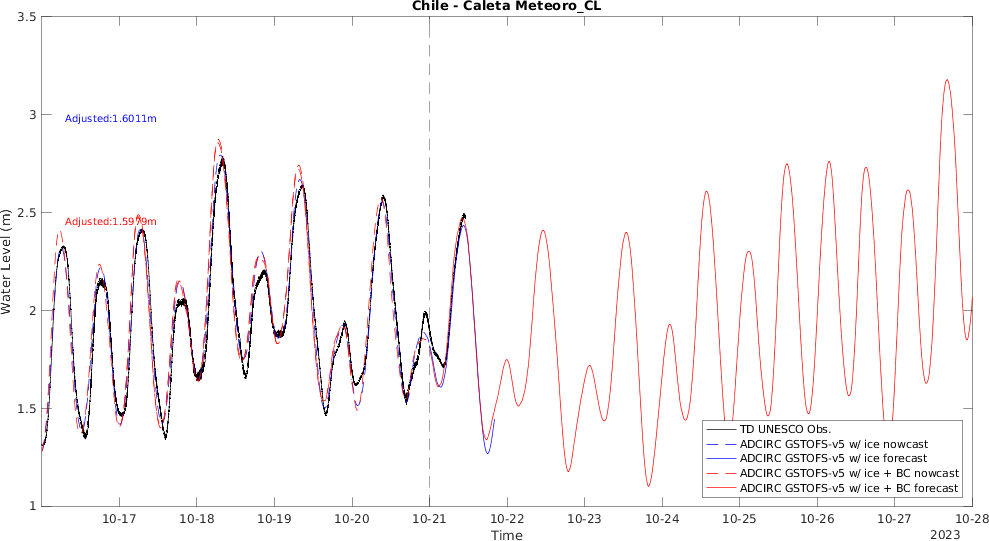 Chile - Caleta Meteoro_CL
3.5
3
2.5
2
1.5
1
Water Level (m)
Adjusted:1.6011m
Adjusted:1.5979m
TD UNESCO Obs.
ADCIRC GSTOFS-v5 w/ ice nowcast
ADCIRC GSTOFS-v5 w/ ice forecast
ADCIRC GSTOFS-v5 w/ ice + BC nowcast
ADCIRC GSTOFS-v5 w/ ice + BC forecast
10-17 10-18 10-19 10-20 10-21 10-22 10-23 10-24 10-25 10-26 10-27 10-28
Time
2023